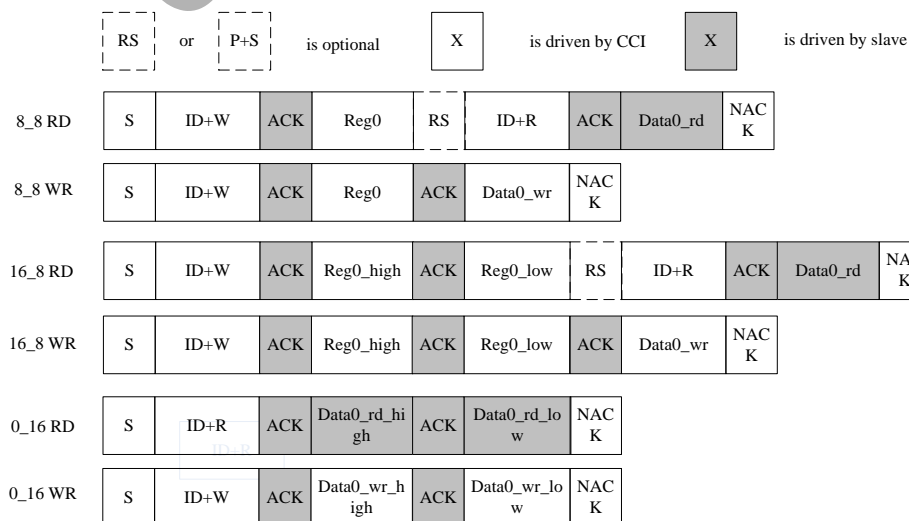 RS or P+S is optional X is driven by CCI X is driven by slave
8_8 RD S ID+W ACK Reg0 RS ID+R ACK Data0_rd NAC
K
8_8 WR S ID+W ACK Reg0 ACK Data0_wr NAC
K
16_8 RD S ID+W ACK Reg0_high ACK Reg0_low RS ID+R ACK Data0_rd NA
K
16_8 WR S ID+W ACK Reg0_high ACK Reg0_low ACK Data0_wr NAC
K
0_16 RD S ID+R ACK Data0_rd_hi ACK Data0_rd_lo NAC
gh w K
ID+R
0_16 WR S ID+W ACK Data0_wr_h ACK Data0_wr_lo NAC
igh w K